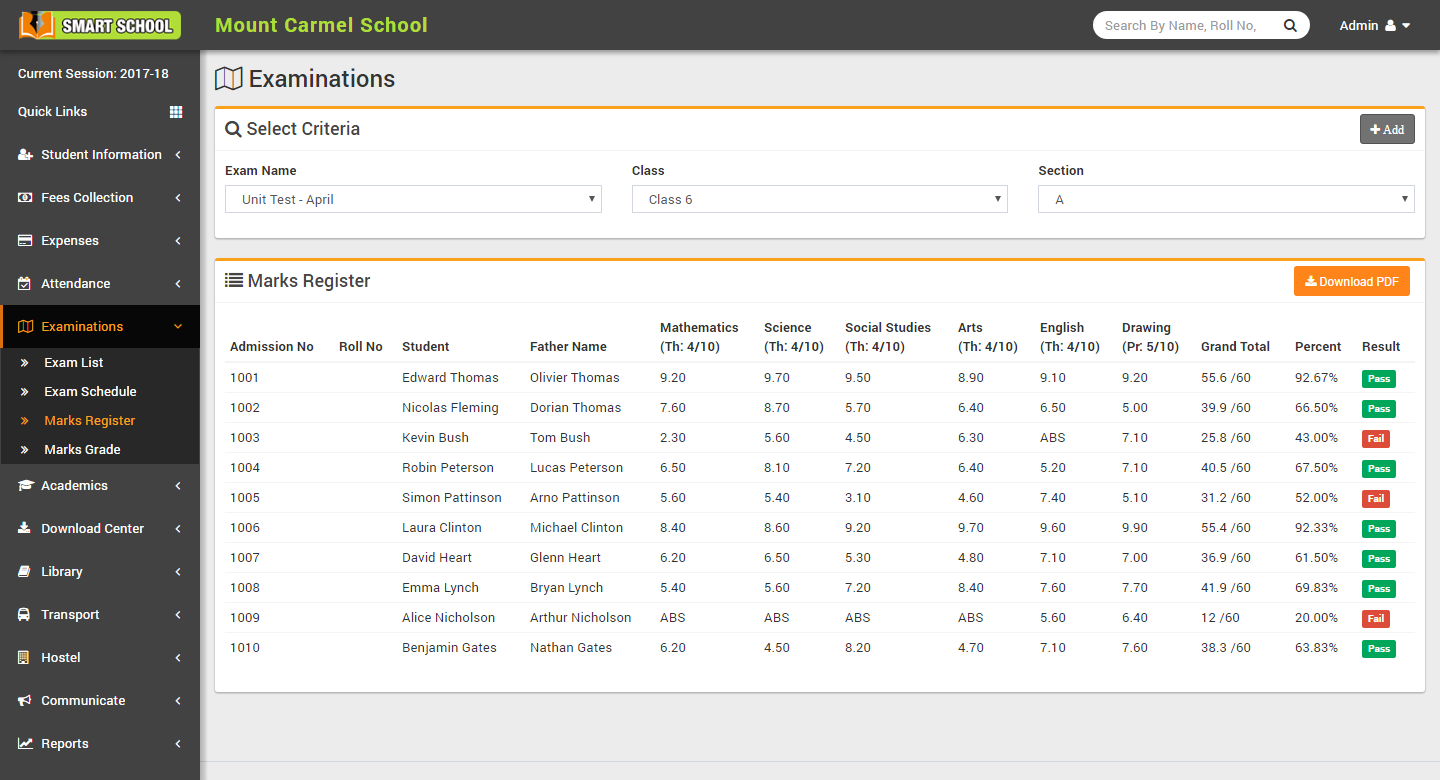 SMART SCHOOL
Mount Carmel School
Search By Name, Roll No,
Admin
Current Session: 2017-18
Quick Links
Student Information
Fees Collection
Expenses
Attendance
Examinations
Exam List
Exam Schedule
Marks Register
Marks Grade
Academics
Download Center
Library
Transport
Hostel
Communicate
Reports
Examinations
Select Criteria
Add
Exam Name Class Section
Unit Test - April Class 6 A
Marks Register
Download PDF
Mathematics Science Social Studies Arts English Drawing
Admission No Roll No Student Father Name (Th: 4/10) (Th: 4/10) (Th: 4/10) (Th: 4/10) (Th: 4/10) (Pr: 5/10) Grand Total Percent Result
1001 Edward Thomas Olivier Thomas 9.20 9.70 9.50 8.90 9.10 9.20 55.6 /60 92.67% Pass
1002 Nicolas Fleming Dorian Thomas 7.60 8.70 5.70 6.40 6.50 5.00 39.9 /60 66.50% Pass
1003 Kevin Bush Tom Bush 2.30 5.60 4.50 6.30 ABS 7.10 25.8 /60 43.00% Fail
1004 Robin Peterson Lucas Peterson 6.50 8.10 7.20 6.40 5.20 7.10 40.5 /60 67.50% Pass
1005 Simon Pattinson Arno Pattinson 5.60 5.40 3.10 4.60 7.40 5.10 31.2 /60 52.00% Fail
1006 Laura Clinton Michael Clinton 8.40 8.60 9.20 9.70 9.60 9.90 55.4 /60 92.33% Pass
1007 David Heart Glenn Heart 6.20 6.50 5.30 4.80 7.10 7.00 36.9 /60 61.50% Pass
1008 Emma Lynch Bryan Lynch 5.40 5.60 7.20 8.40 7.60 7.70 41.9 /60 69.83% Pass
1009 Alice Nicholson Arthur Nicholson ABS ABS ABS ABS 5.60 6.40 12 /60 20.00% Fail
1010 Benjamin Gates Nathan Gates 6.20 4.50 8.20 4.70 7.10 7.60 38.3 /60 63.83% Pass